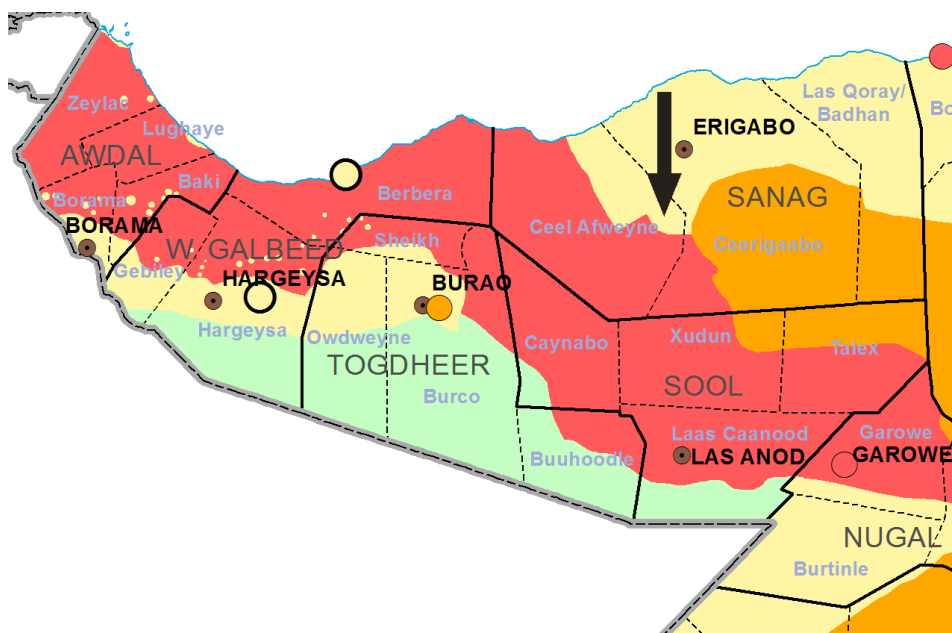 Las Qoray/
Badhan
Zeylac
Bo
Lughaye
ERIGABO
AWDAL
Baki
Borama
Berbera
SANAG
BORAMA
Ceel Afweyne
Sheikh
W. GALBEED
Ceerigaabo
Gebiley
HARGEYSA
BURAO
Hargeysa
Owdweyne
Caynabo
Xudun
Talex
TOGDHEER
SOOL
Burco
Laas Caanood
Garowe
Buuhoodle
LAS ANOD
GAROWE
NUGAL
Burtinle